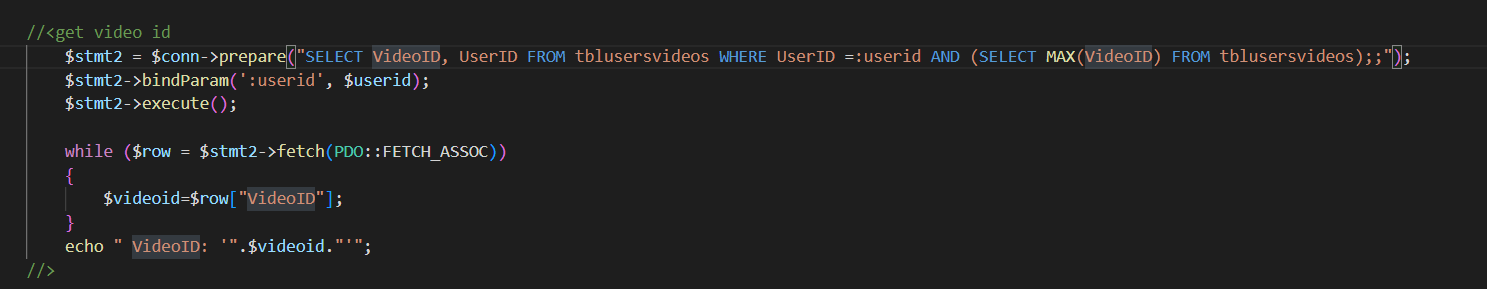 //<get video id
$stmt2 = $conn->prepare("SELECT VideoID, UserID FROM tblusersvideos WHERE UserID =:userid AND (SELECT MAX(VideoID) FROM tblusersvideos);;");
$stmt2->bindParam(':userid', $userid);
$stmt2->execute();
while ($row = $stmt2->fetch(PDO::FETCH_ASSOC))
{
$videoid=$row["VideoID"];
}
echo " VideoID: '".$videoid."'";
//>